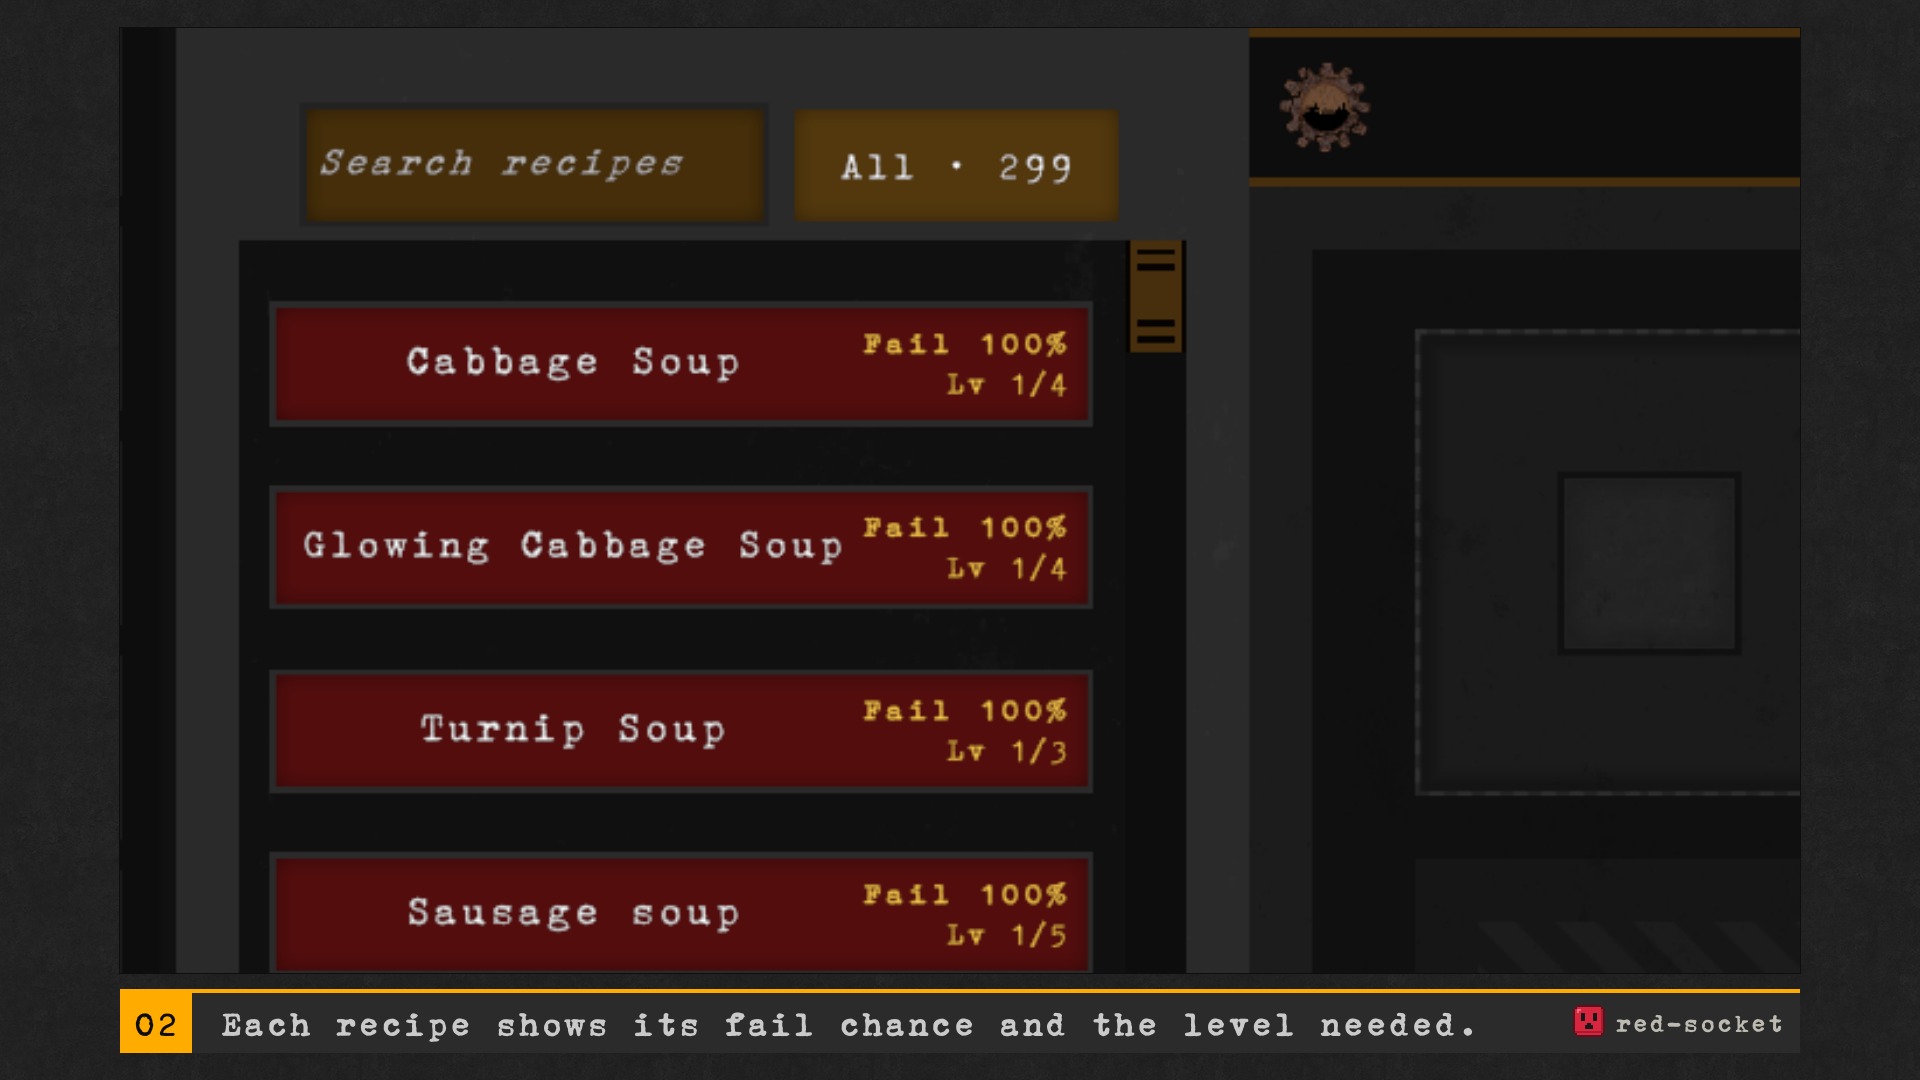 Search recipes
All · 299
Cabbage Soup
Fail 100%
Lv 1/4
Glowing Cabbage Soup
Fail 100%
Lv 1/4
Turnip Soup
Fail 100%
Lv 1/3
Sausage soup
Fail 100%
Lv 1/5
02
Each recipe shows its fail chance and the level needed.
red-socket